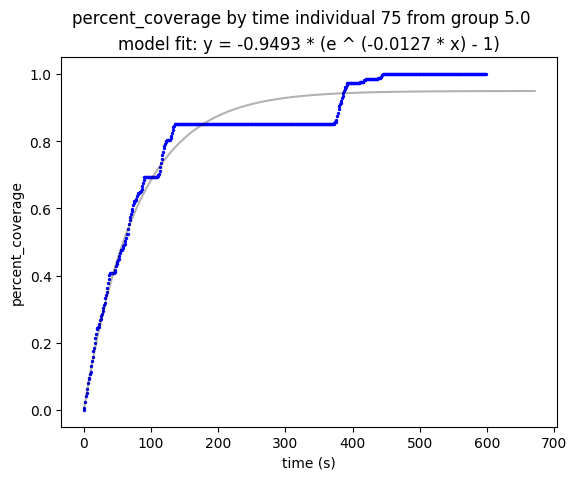 percent_coverage by time individual 75 from group 5.0
model fit: y = -0.9493 * (e ^ (-0.0127 * x) - 1)
1.0
0.8
0.6
0.4
0.2
0.0
percent_coverage
0 100 200 300 400 500 600 700
time (s)